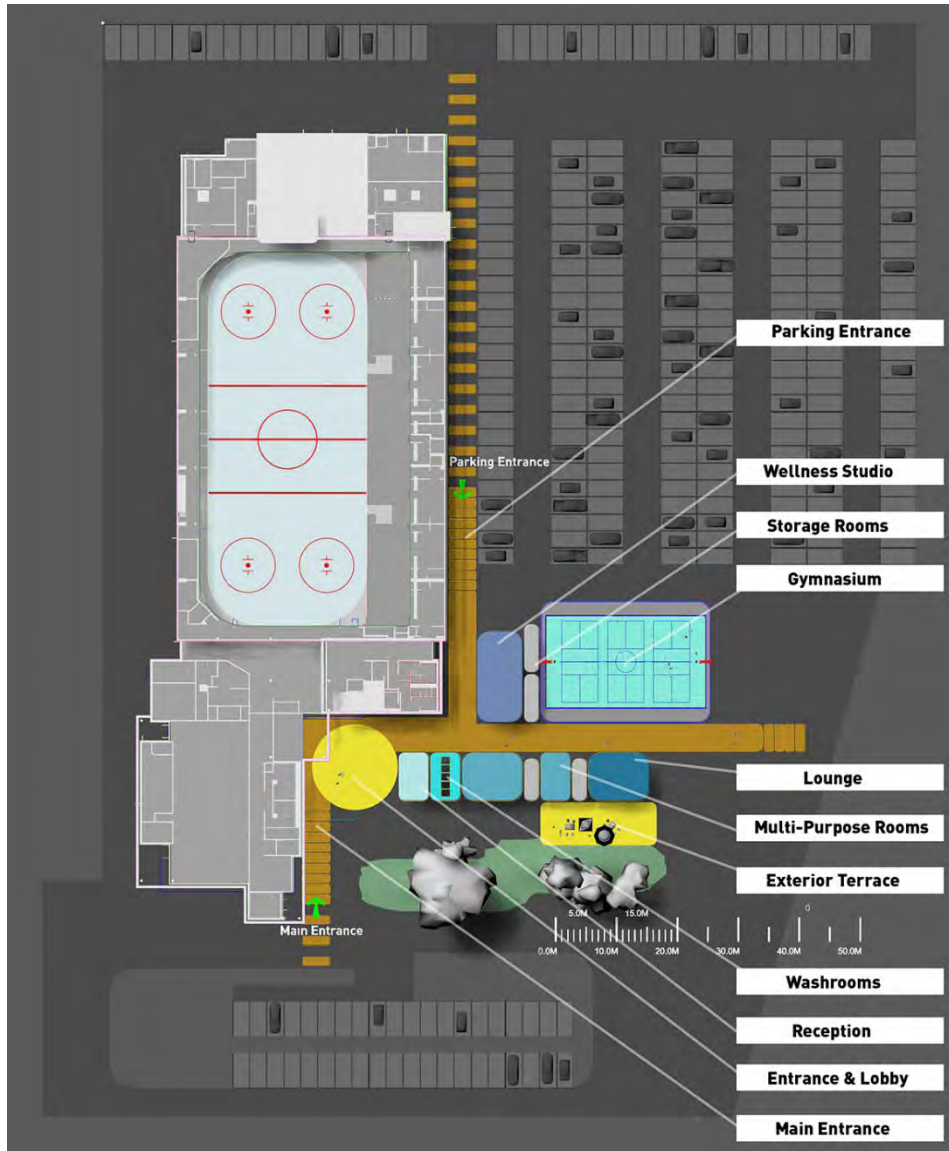 Parking Entrance
Parking Entrance
Wellness Studio
Storage Rooms
Gymnasium
Lounge
Multi-Purpose Rooms
Exterior Terrace
Main Entrance
5.0M 15.0M 0
0.0M 10.0M 20.0M 30.0M 40.0M 50.0M
Washrooms
Reception
Entrance & Lobby
Main Entrance